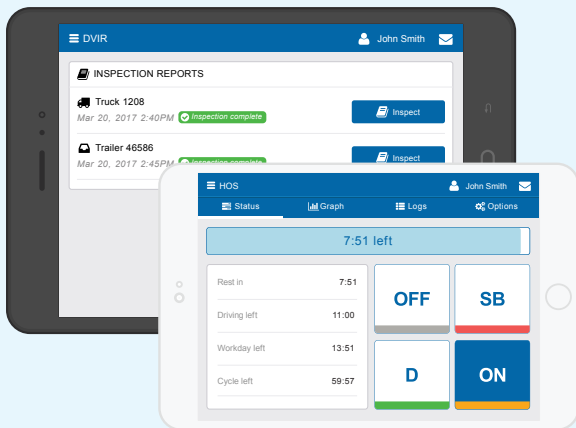 DVIR
John Smith
INSPECTION REPORTS
Truck 1208
Mar 20, 2017 2:40PM Inspection complete
Inspect
Trailer 46586
Mar 20, 2017 2:45PM Inspection complete
Inspect
HOS
John Smith
Status Graph Logs Options
7:51 left
Rest in 7:51
Driving left 11:00
Workday left 13:51
Cycle left 59:57
OFF SB
D ON